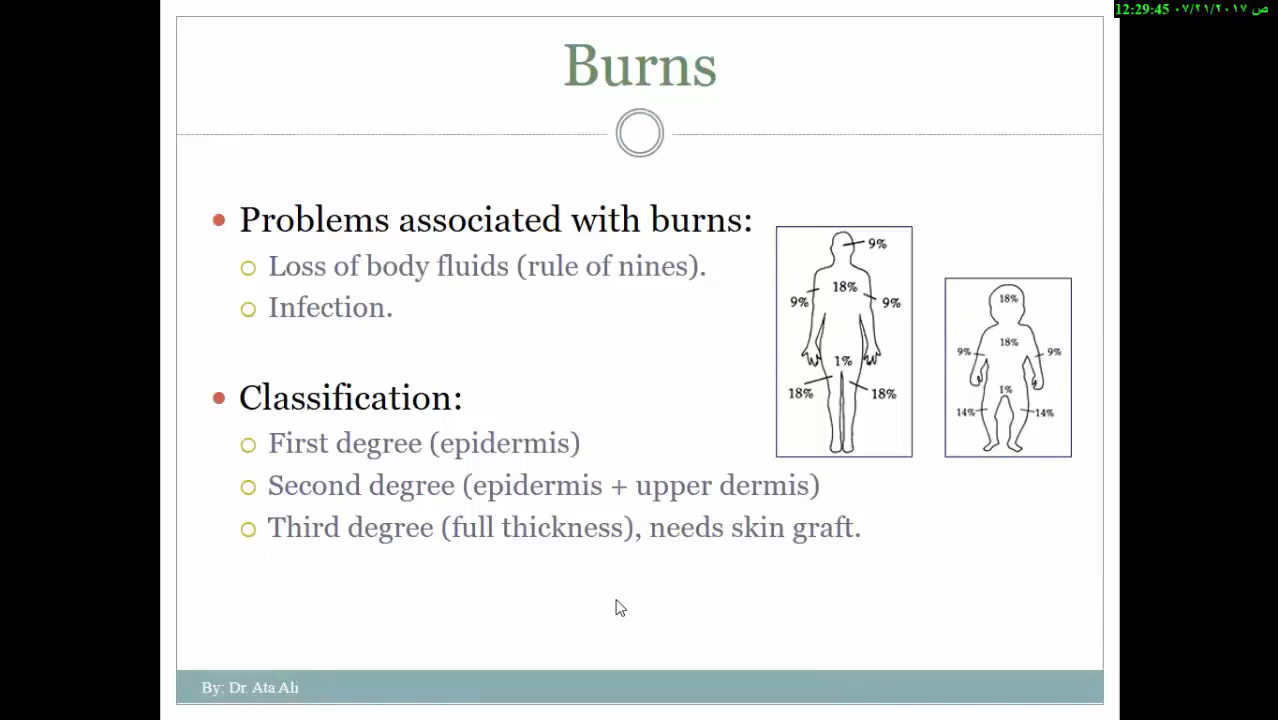 12:29:45 ٠٧/٢١/٢٠١٧ ص
Burns
Problems associated with burns:
Loss of body fluids (rule of nines).
Infection.
Classification:
First degree (epidermis)
Second degree (epidermis + upper dermis)
Third degree (full thickness), needs skin graft.
9%
18%
9%
9%
1%
18%
18%
18%
18%
9%
9%
1%
14%
14%
By: Dr. Ata Ali